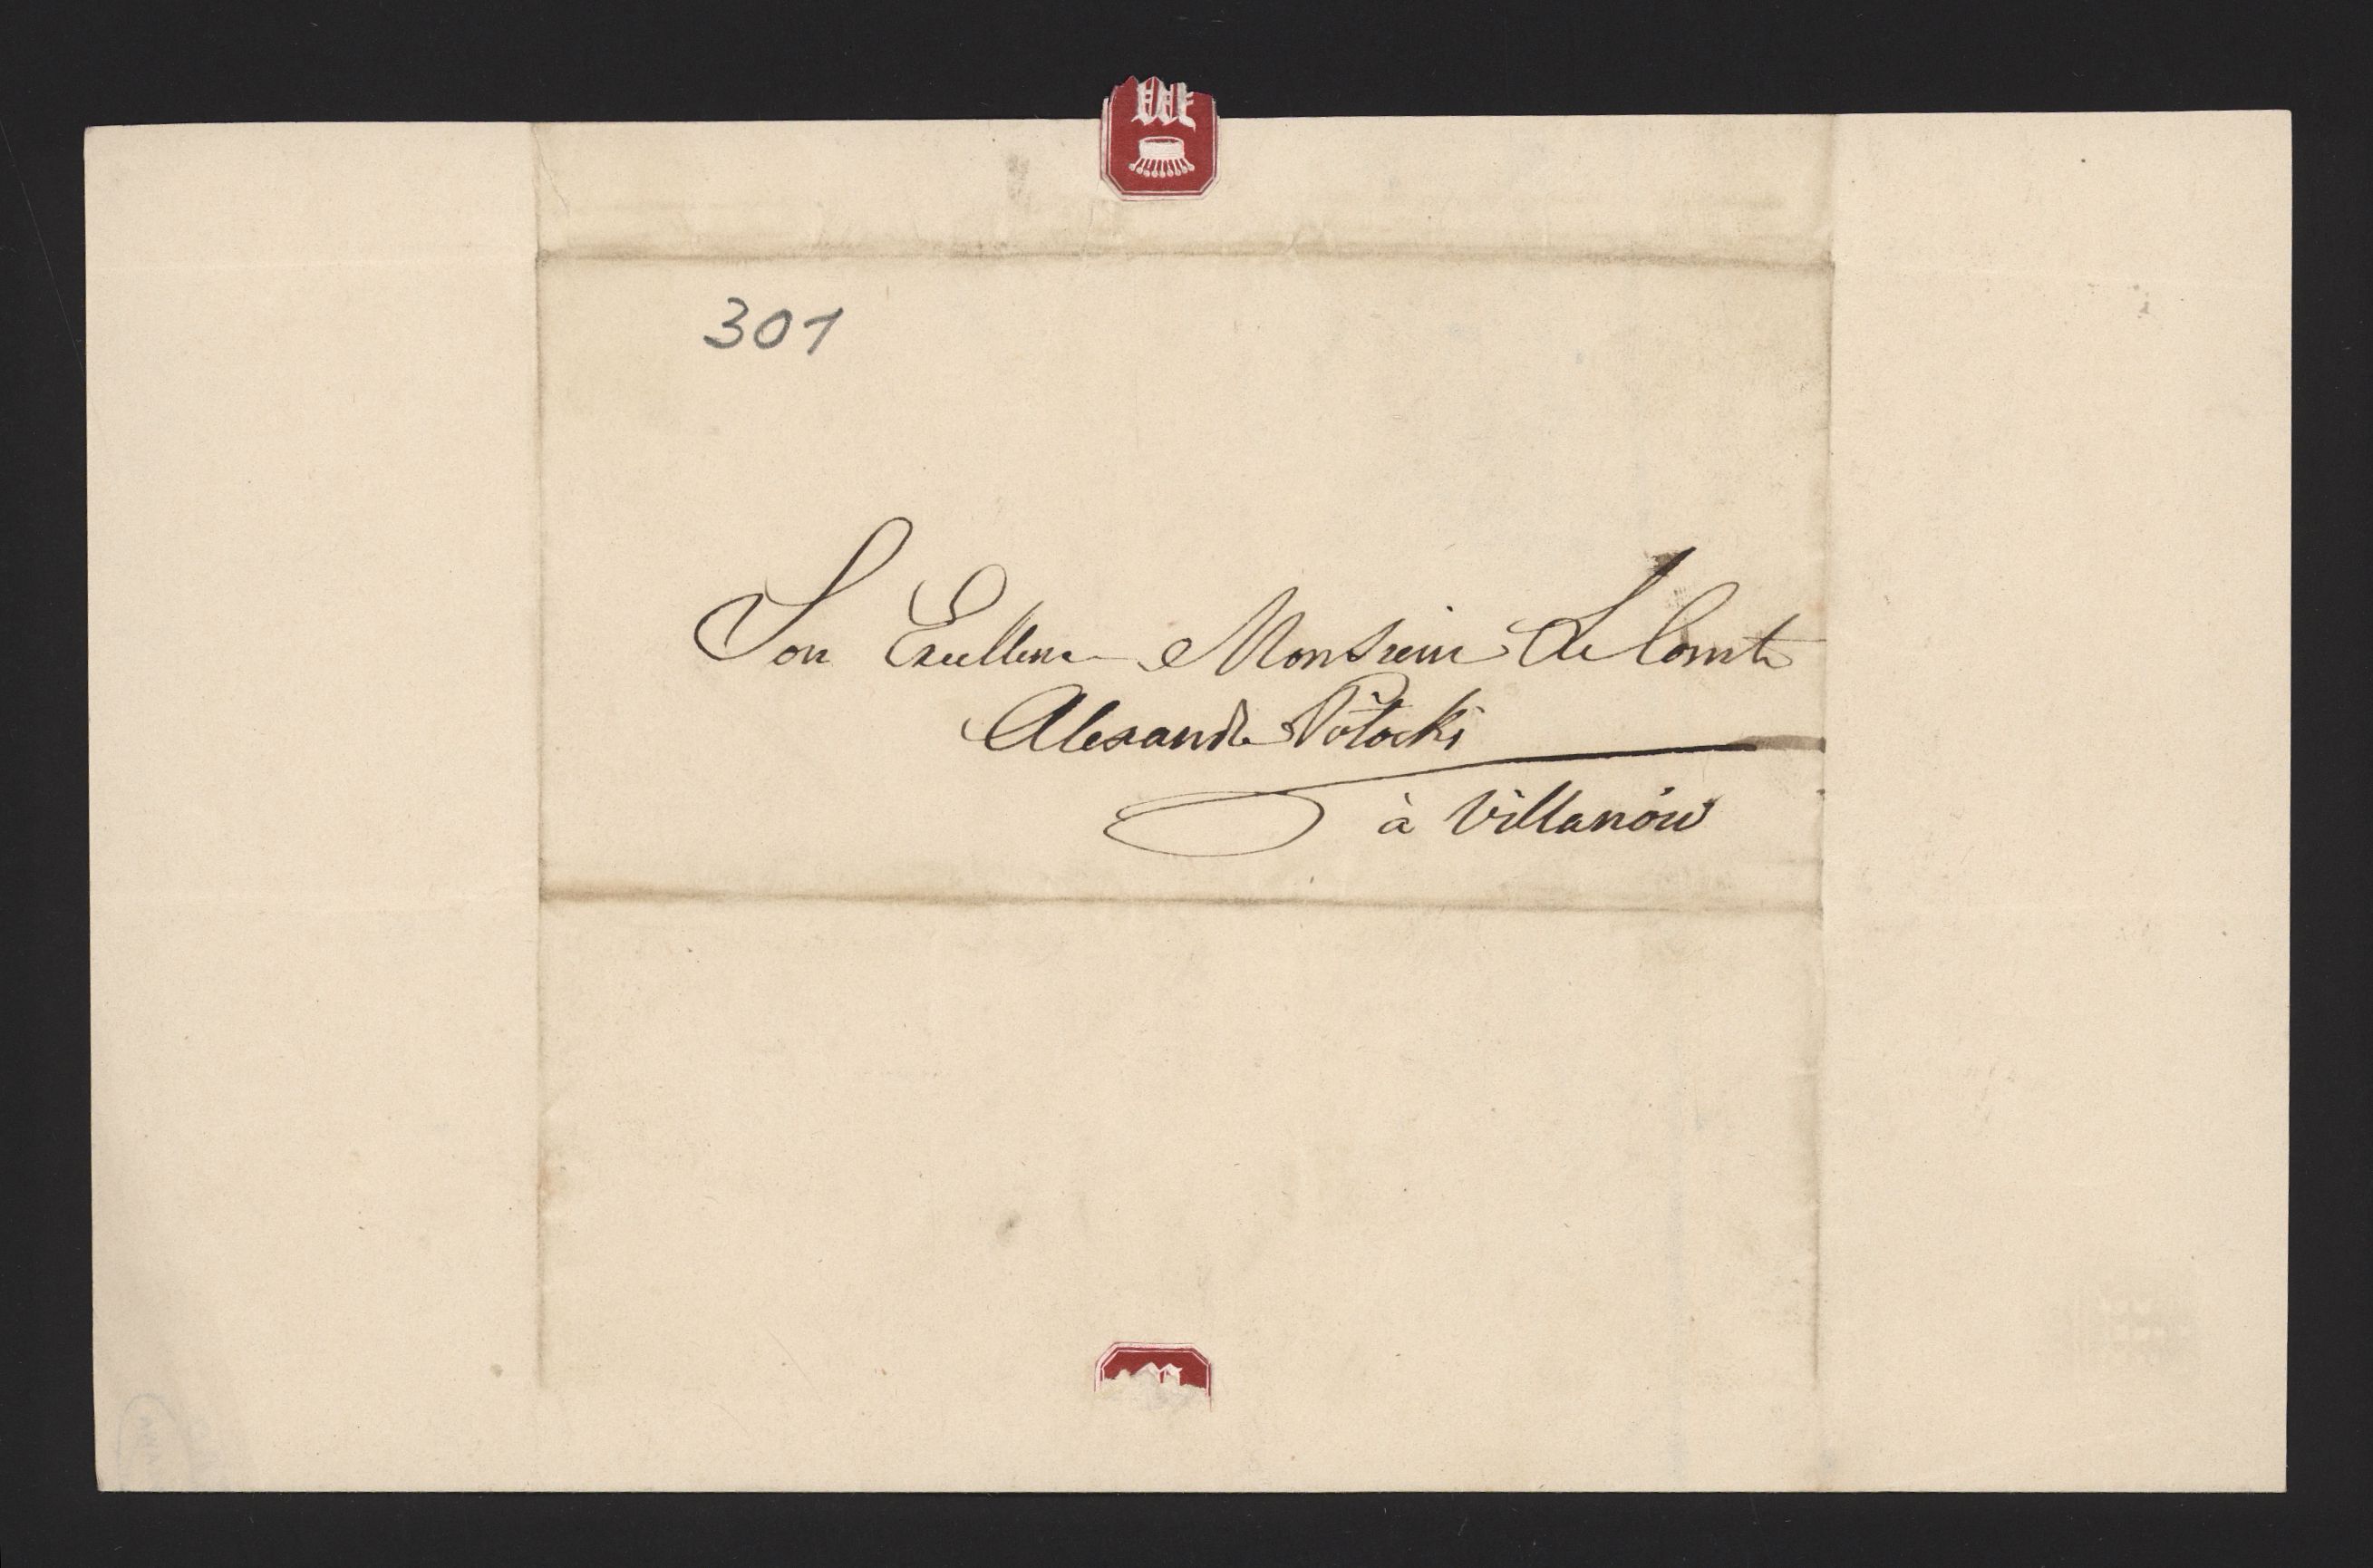 301
Son Excellence Monsieur Le Comte
Alexandre Potocki
à Villanów